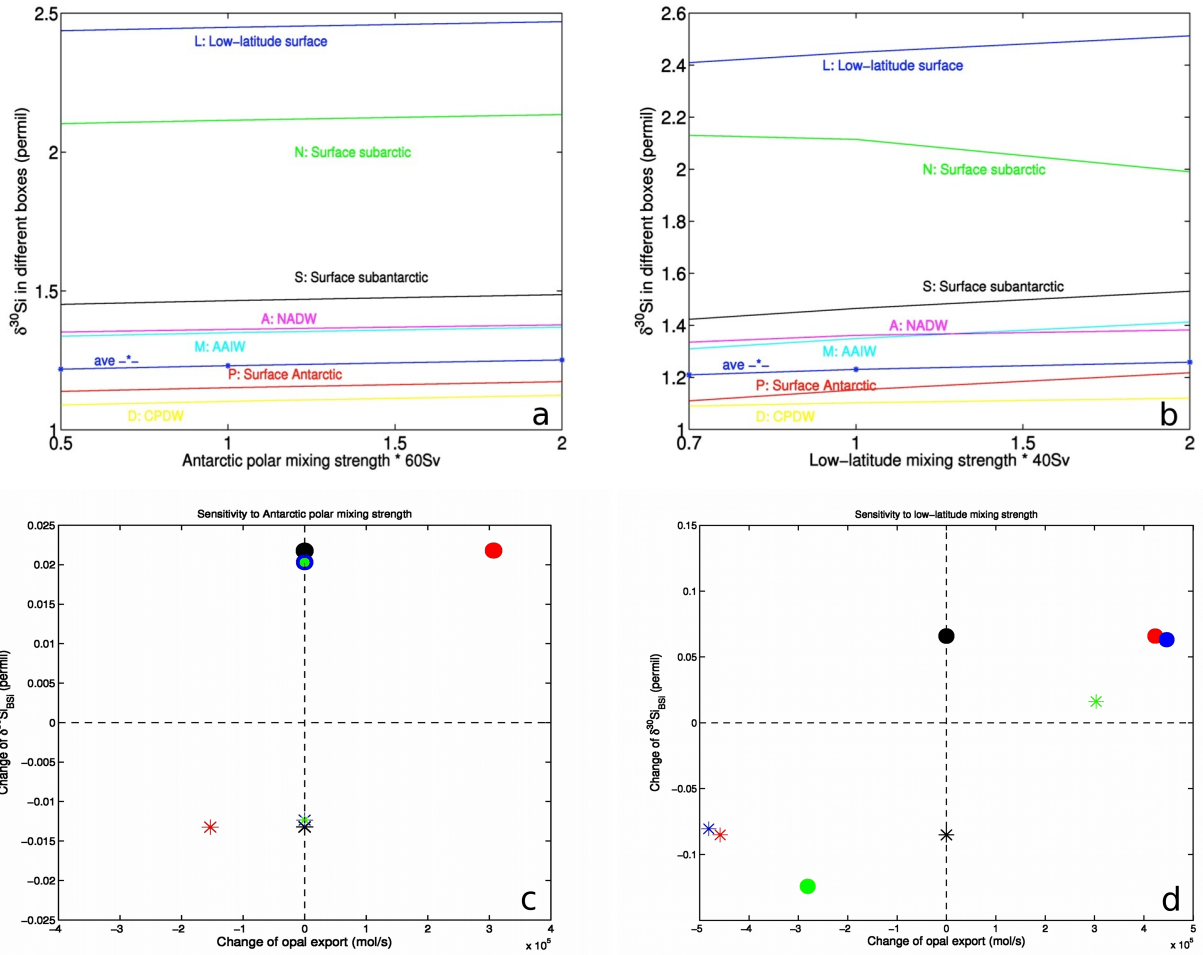 2.5
2
1.5
1
δ³⁰Si in different boxes (permil)
L: Low−latitude surface
N: Surface subarctic
S: Surface subantarctic
A: NADW
M: AAIW
ave −*−
P: Surface Antarctic
D: CPDW
a
0.5
1
1.5
2
Antarctic polar mixing strength * 60Sv
2.6
2.4
2.2
2
1.8
1.6
1.4
1.2
1
δ³⁰Si in different boxes (permil)
L: Low−latitude surface
N: Surface subarctic
S: Surface subantarctic
A: NADW
M: AAIW
ave −*−
P: Surface Antarctic
D: CPDW
b
0.7
1
1.5
2
Low−latitude mixing strength * 40Sv
Sensitivity to Antarctic polar mixing strength
0.025
0.02
0.015
0.01
0.005
0
−0.005
−0.01
−0.015
−0.02
−0.025
Change of δ Si_BSi (permil)
c
−4
−3
−2
−1
0
1
2
3
4
Change of opal export (mol/s)
x 10⁵
Sensitivity to low−latitude mixing strength
0.15
0.1
0.05
0
−0.05
−0.1
Change of δ³⁰Si_BSi (permil)
d
−5
−4
−3
−2
−1
0
1
2
3
4
5
Change of opal export (mol/s)
x 10⁵